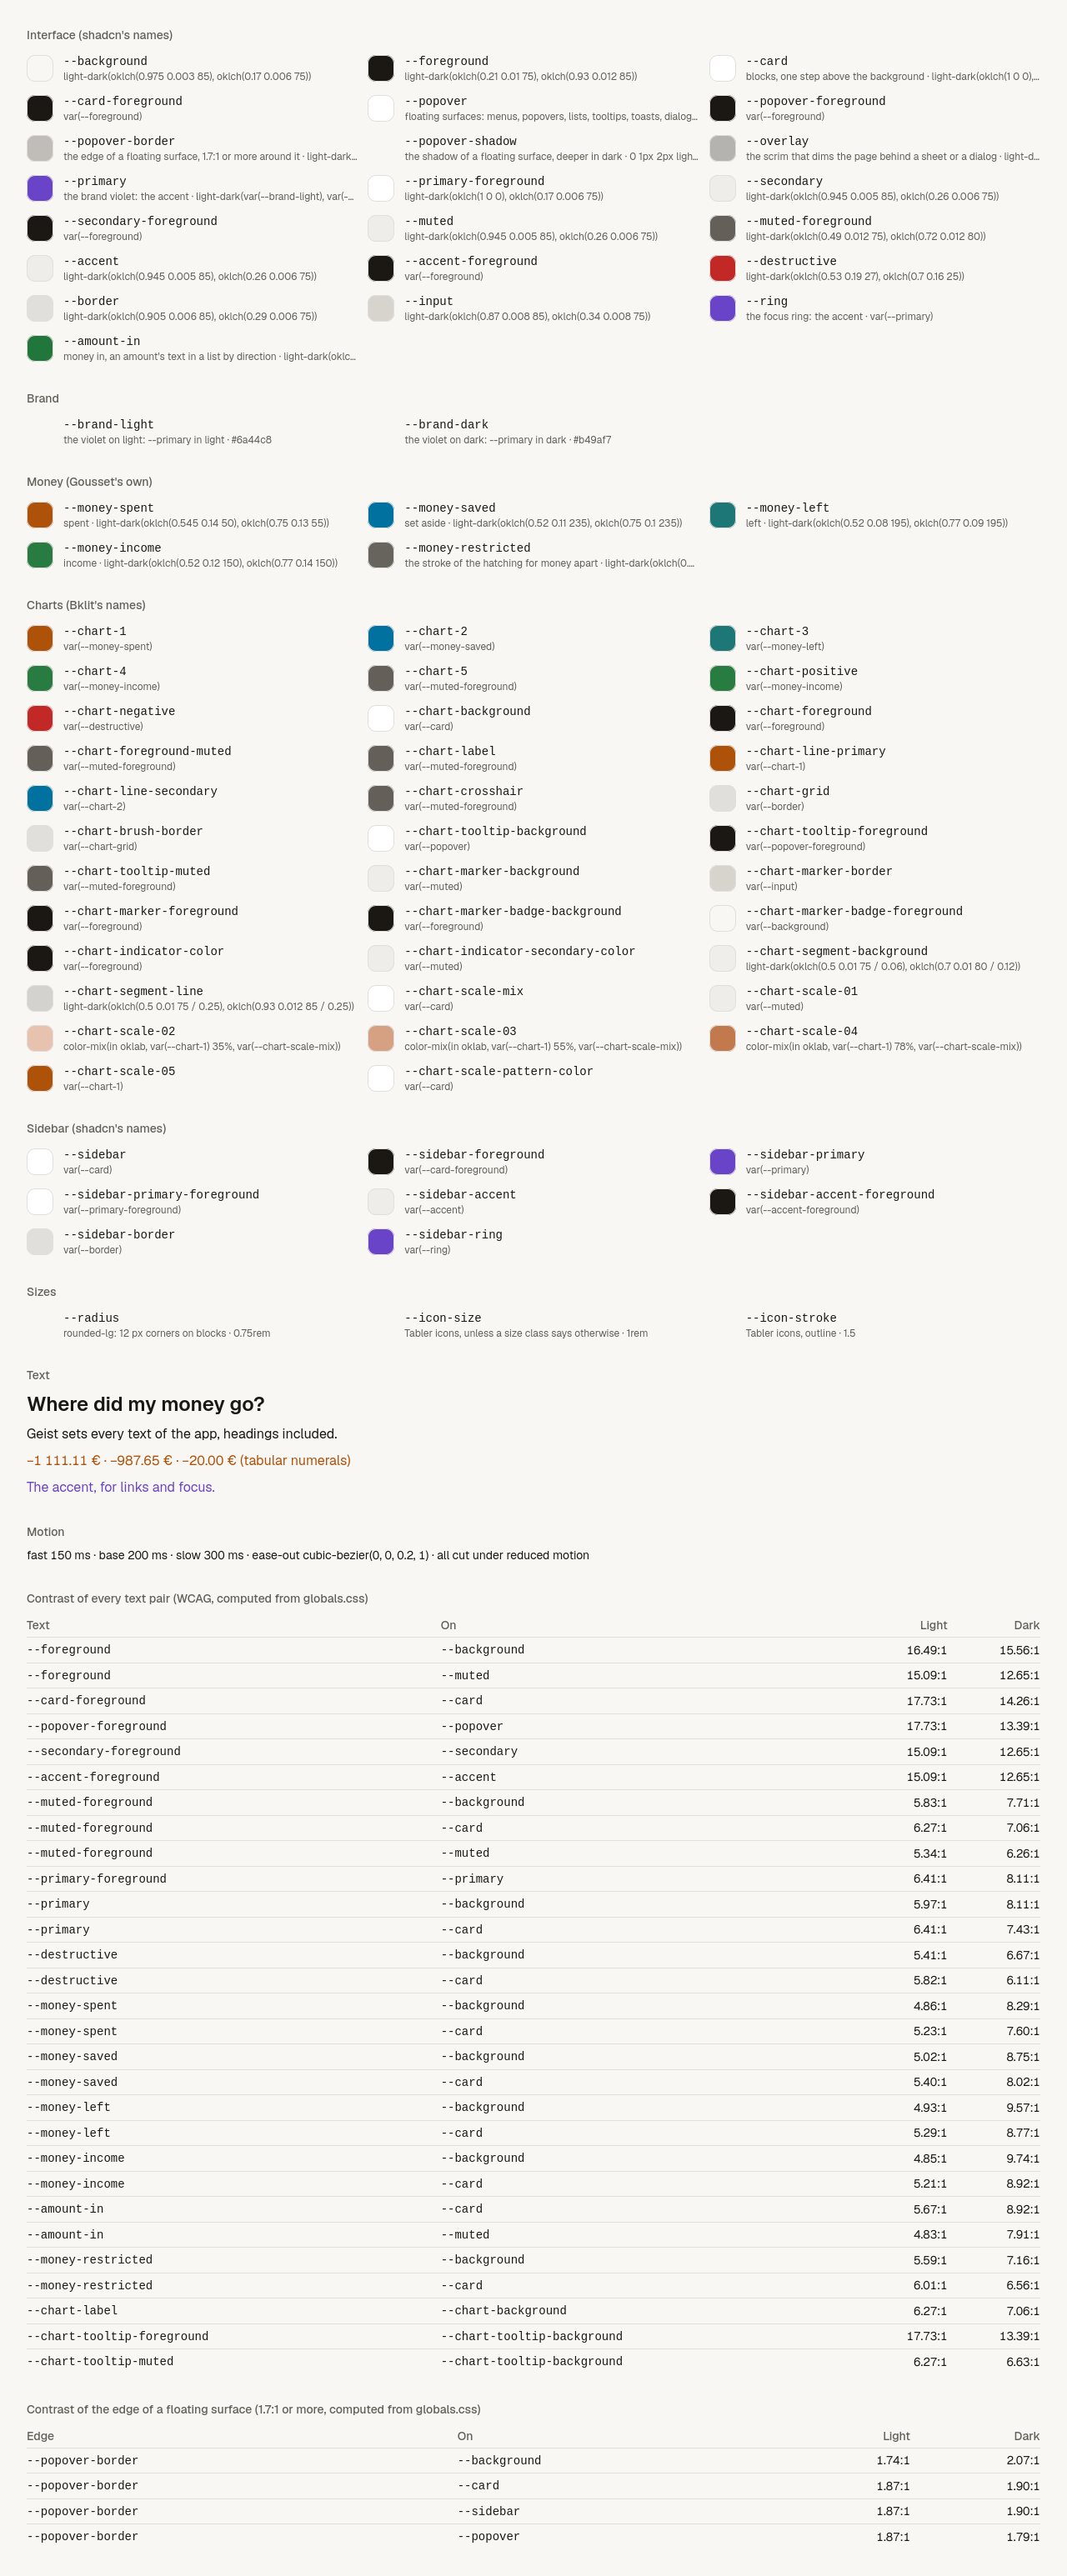 Interface (shadcn's names)
--background
light-dark(oklch(0.975 0.003 85), oklch(0.17 0.006 75))
--foreground
light-dark(oklch(0.21 0.01 75), oklch(0.93 0.012 85))
--card
blocks, one step above the background · light-dark(oklch(1 0 0),...
--card-foreground
var(--foreground)
--popover
floating surfaces: menus, popovers, lists, tooltips, toasts, dialog...
--popover-foreground
var(--foreground)
--popover-border
the edge of a floating surface, 1.7:1 or more around it · light-dark...
--popover-shadow
the shadow of a floating surface, deeper in dark · 0 1px 2px ligh...
--overlay
the scrim that dims the page behind a sheet or a dialog · light-d...
--primary
the brand violet: the accent · light-dark(var(--brand-light), var(-...
--primary-foreground
light-dark(oklch(1 0 0), oklch(0.17 0.006 75))
--secondary
light-dark(oklch(0.945 0.005 85), oklch(0.26 0.006 75))
--secondary-foreground
var(--foreground)
--muted
light-dark(oklch(0.945 0.005 85), oklch(0.26 0.006 75))
--muted-foreground
light-dark(oklch(0.49 0.012 75), oklch(0.72 0.012 80))
--accent
light-dark(oklch(0.945 0.005 85), oklch(0.26 0.006 75))
--accent-foreground
var(--foreground)
--destructive
light-dark(oklch(0.53 0.19 27), oklch(0.7 0.16 25))
--border
light-dark(oklch(0.905 0.006 85), oklch(0.29 0.006 75))
--input
light-dark(oklch(0.87 0.008 85), oklch(0.34 0.008 75))
--ring
the focus ring: the accent · var(--primary)
--amount-in
money in, an amount's text in a list by direction · light-dark(oklc...
Brand
--brand-light
the violet on light: --primary in light · #6a44c8
--brand-dark
the violet on dark: --primary in dark · #b49af7
Money (Gousset's own)
--money-spent
spent · light-dark(oklch(0.545 0.14 50), oklch(0.75 0.13 55))
--money-saved
set aside · light-dark(oklch(0.52 0.11 235), oklch(0.75 0.1 235))
--money-left
left · light-dark(oklch(0.52 0.08 195), oklch(0.77 0.09 195))
--money-income
income · light-dark(oklch(0.52 0.12 150), oklch(0.77 0.14 150))
--money-restricted
the stroke of the hatching for money apart · light-dark(oklch(0....
Charts (Bklit's names)
--chart-1
var(--money-spent)
--chart-2
var(--money-saved)
--chart-3
var(--money-left)
--chart-4
var(--money-income)
--chart-5
var(--muted-foreground)
--chart-positive
var(--money-income)
--chart-negative
var(--destructive)
--chart-background
var(--card)
--chart-foreground
var(--foreground)
--chart-foreground-muted
var(--muted-foreground)
--chart-label
var(--muted-foreground)
--chart-line-primary
var(--chart-1)
--chart-line-secondary
var(--chart-2)
--chart-crosshair
var(--muted-foreground)
--chart-grid
var(--border)
--chart-brush-border
var(--chart-grid)
--chart-tooltip-background
var(--popover)
--chart-tooltip-foreground
var(--popover-foreground)
--chart-tooltip-muted
var(--muted-foreground)
--chart-marker-background
var(--muted)
--chart-marker-border
var(--input)
--chart-marker-foreground
var(--foreground)
--chart-marker-badge-background
var(--foreground)
--chart-marker-badge-foreground
var(--background)
--chart-indicator-color
var(--foreground)
--chart-indicator-secondary-color
var(--muted)
--chart-segment-background
light-dark(oklch(0.5 0.01 75 / 0.06), oklch(0.7 0.01 80 / 0.12))
--chart-segment-line
light-dark(oklch(0.5 0.01 75 / 0.25), oklch(0.93 0.012 85 / 0.25))
--chart-scale-mix
var(--card)
--chart-scale-01
var(--muted)
--chart-scale-02
color-mix(in oklab, var(--chart-1) 35%, var(--chart-scale-mix))
--chart-scale-03
color-mix(in oklab, var(--chart-1) 55%, var(--chart-scale-mix))
--chart-scale-04
color-mix(in oklab, var(--chart-1) 78%, var(--chart-scale-mix))
--chart-scale-05
var(--chart-1)
--chart-scale-pattern-color
var(--card)
Sidebar (shadcn's names)
--sidebar
var(--card)
--sidebar-foreground
var(--card-foreground)
--sidebar-primary
var(--primary)
--sidebar-primary-foreground
var(--primary-foreground)
--sidebar-accent
var(--accent)
--sidebar-accent-foreground
var(--accent-foreground)
--sidebar-border
var(--border)
--sidebar-ring
var(--ring)
Sizes
--radius
rounded-lg: 12 px corners on blocks · 0.75rem
--icon-size
Tabler icons, unless a size class says otherwise · 1rem
--icon-stroke
Tabler icons, outline · 1.5
Text
Where did my money go?
Geist sets every text of the app, headings included.
−1 111.11 € · −987.65 € · −20.00 € (tabular numerals)
The accent, for links and focus.
Motion
fast 150 ms · base 200 ms · slow 300 ms · ease-out cubic-bezier(0, 0, 0.2, 1) · all cut under reduced motion
Contrast of every text pair (WCAG, computed from globals.css)
Text On Light Dark
--foreground --background 16.49:1 15.56:1
--foreground --muted 15.09:1 12.65:1
--card-foreground --card 17.73:1 14.26:1
--popover-foreground --popover 17.73:1 13.39:1
--secondary-foreground --secondary 15.09:1 12.65:1
--accent-foreground --accent 15.09:1 12.65:1
--muted-foreground --background 5.83:1 7.71:1
--muted-foreground --card 6.27:1 7.06:1
--muted-foreground --muted 5.34:1 6.26:1
--primary-foreground --primary 6.41:1 8.11:1
--primary --background 5.97:1 8.11:1
--primary --card 6.41:1 7.43:1
--destructive --background 5.41:1 6.67:1
--destructive --card 5.82:1 6.11:1
--money-spent --background 4.86:1 8.29:1
--money-spent --card 5.23:1 7.60:1
--money-saved --background 5.02:1 8.75:1
--money-saved --card 5.40:1 8.02:1
--money-left --background 4.93:1 9.57:1
--money-left --card 5.29:1 8.77:1
--money-income --background 4.85:1 9.74:1
--money-income --card 5.21:1 8.92:1
--amount-in --card 5.67:1 8.92:1
--amount-in --muted 4.83:1 7.91:1
--money-restricted --background 5.59:1 7.16:1
--money-restricted --card 6.01:1 6.56:1
--chart-label --chart-background 6.27:1 7.06:1
--chart-tooltip-foreground --chart-tooltip-background 17.73:1 13.39:1
--chart-tooltip-muted --chart-tooltip-background 6.27:1 6.63:1
Contrast of the edge of a floating surface (1.7:1 or more, computed from globals.css)
Edge On Light Dark
--popover-border --background 1.74:1 2.07:1
--popover-border --card 1.87:1 1.90:1
--popover-border --sidebar 1.87:1 1.90:1
--popover-border --popover 1.87:1 1.79:1